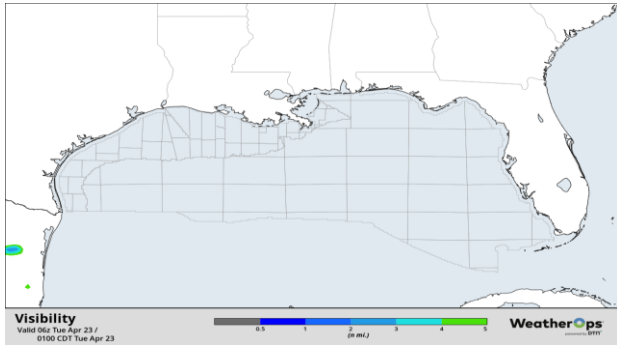 Visibility
Valid 06z Tue Apr 23 /
0100 CDT Tue Apr 23
0.5 1 2 3 4 5
(n mi.)
WeatherOps
powered by DTN